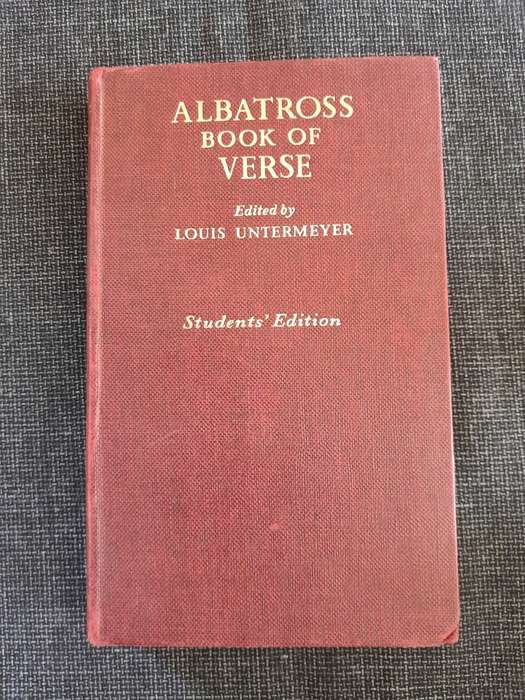 ALBATROSS
BOOK OF
VERSE
Edited by
LOUIS UNTERMEYER
Students' Edition